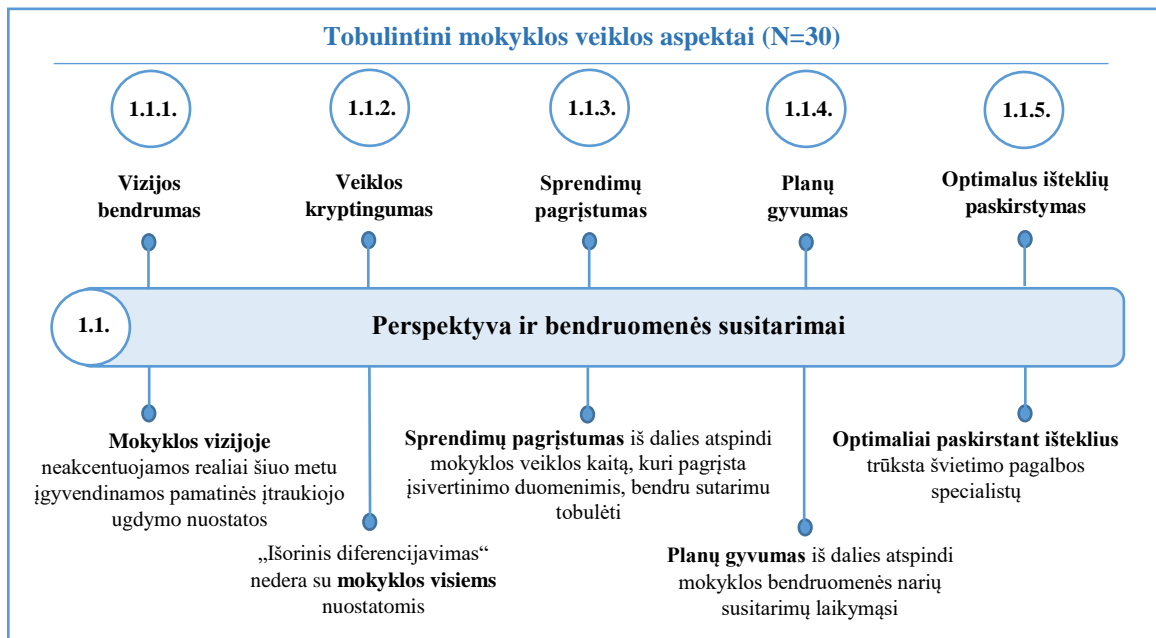 Tobulintini mokyklos veiklos aspektai (N=30)
1.1.1.
1.1.2.
1.1.3.
1.1.4.
1.1.5.
Vizijos
bendrumas
Veiklos
kryptingumas
Sprendimų
pagrįstumas
Planų
gyvumas
Optimalus išteklių
paskirstymas
1.1.
Perspektyva ir bendruomenės susitarimai
Mokyklos vizijoje
neakcentuojamos realiai šiuo metu
įgyvendinamos pamatinės įtraukiojo
ugdymo nuostatos
„Išorinis diferencijavimas“
nedera su mokyklos visiems
nuostatomis
Sprendimų pagrįstumas iš dalies atspindi
mokyklos veiklos kaitą, kuri pagrįsta
įsivertinimo duomenimis, bendru sutarimu
tobulėti
Planų gyvumas iš dalies atspindi
mokyklos bendruomenės narių
susitarimų laikymąsi
Optimaliai paskirstant išteklius
trūksta švietimo pagalbos
specialistų